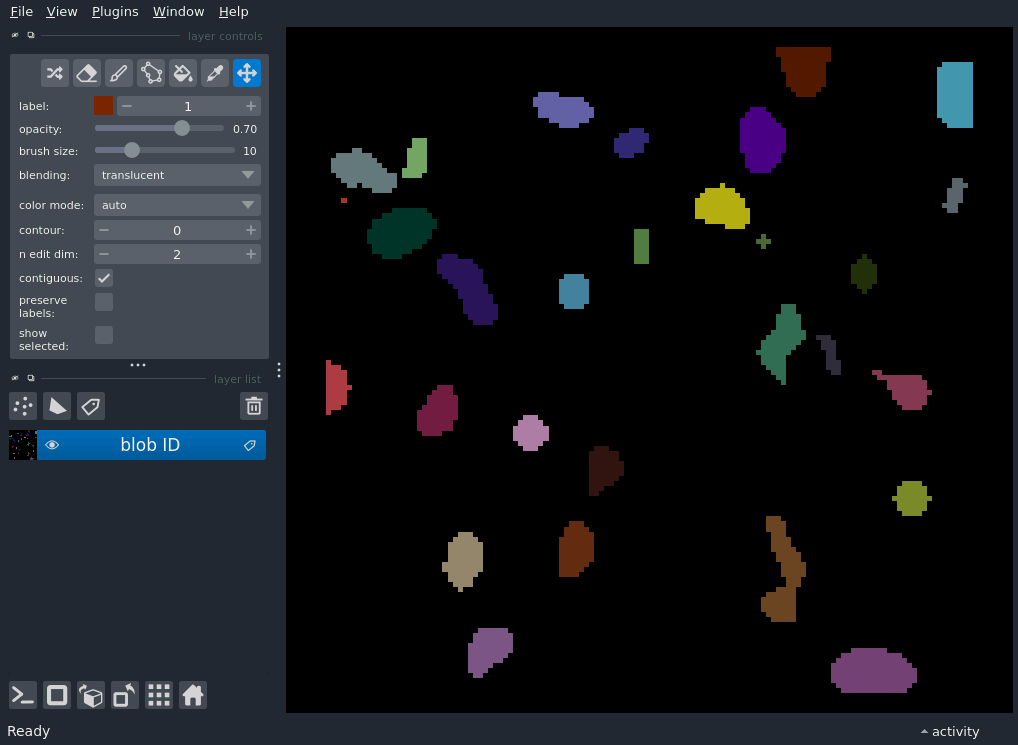 File View Plugins Window Help
layer controls
label: 1
opacity: 0.70
brush size: 10
blending: translucent
color mode: auto
contour: 0
n edit dim: 2
contiguous:
preserve
labels:
show
selected:
layer list
blob ID
Ready
activity